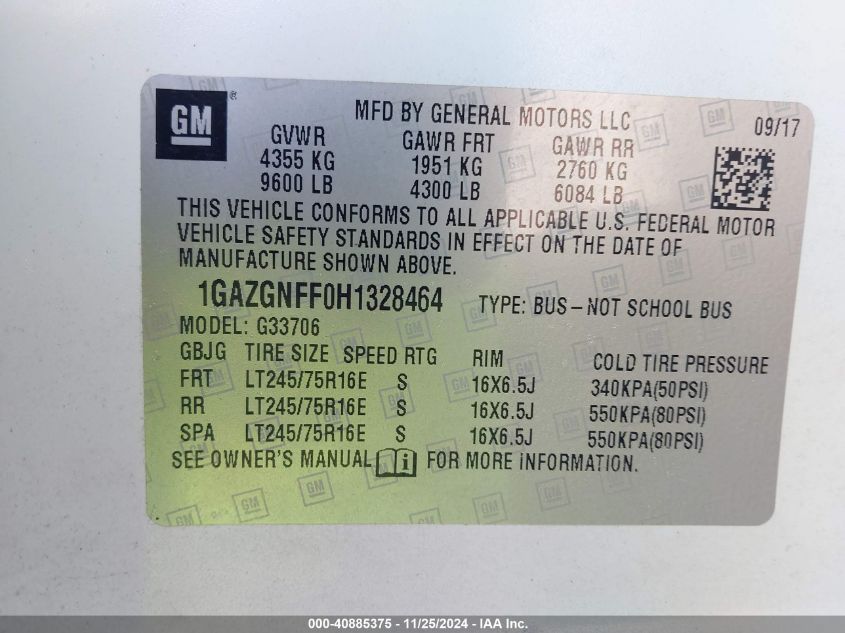 GM ®
MFD BY GENERAL MOTORS LLC
09/17
GVWR GAWR FRT GAWR RR
4355 KG 1951 KG 2760 KG
9600 LB 4300 LB 6084 LB
THIS VEHICLE CONFORMS TO ALL APPLICABLE U.S. FEDERAL MOTOR
VEHICLE SAFETY STANDARDS IN EFFECT ON THE DATE OF
MANUFACTURE SHOWN ABOVE.
1GAZGNFF0H1328464 TYPE: BUS-NOT SCHOOL BUS
MODEL: G33706
GBJG TIRE SIZE SPEED RTG RIM COLD TIRE PRESSURE
FRT LT245/75R16E S 16X6.5J 340KPA(50PSI)
RR LT245/75R16E S 16X6.5J 550KPA(80PSI)
SPA LT245/75R16E S 16X6.5J 550KPA(80PSI)
SEE OWNER'S MANUAL i FOR MORE INFORMATION.
000-40885375 - 11/25/2024 - IAA Inc.